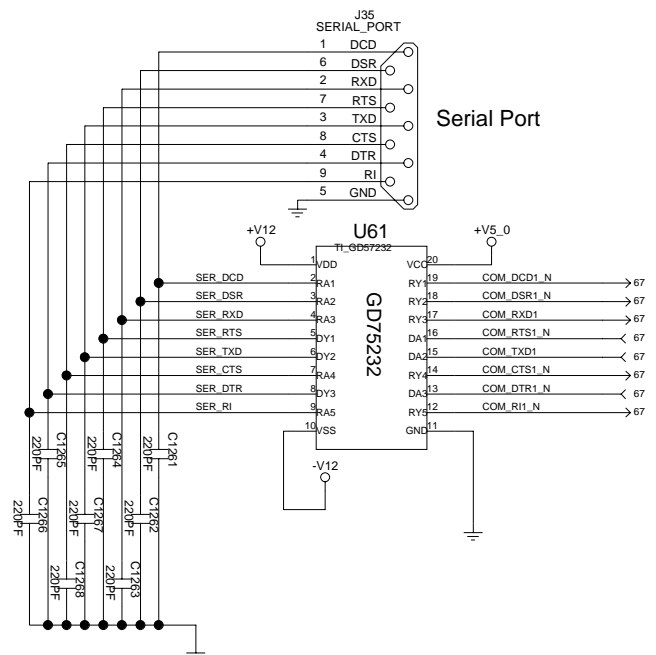 J35
SERIAL_PORT
1 DCD
6 DSR
2 RXD
7 RTS
3 TXD
8 CTS
4 DTR
9 RI
5 GND
Serial Port
+V12
U61
TI_GD57232
+V5_0
1 VDD VCC 20
SER_DCD 2 RA1 RY1 19 COM_DCD1_N 67
SER_DSR 3 RA2 RY2 18 COM_DSR1_N 67
SER_RXD 4 RA3 RY3 17 COM_RXD1 67
SER_RTS 5 DY1 DA1 16 COM_RTS1_N 67
SER_TXD 6 DY2 DA2 15 COM_TXD1 67
SER_CTS 7 RA4 RY4 14 COM_CTS1_N 67
SER_DTR 8 DY3 DA3 13 COM_DTR1_N 67
SER_RI 9 RA5 RY5 12 COM_RI1_N 67
10 VSS GND 11
GD75232
-V12
C1265
220PF
C1264
220PF
C1261
220PF
C1266
220PF
C1267
220PF
C1262
220PF
C1268
220PF
C1263
220PF